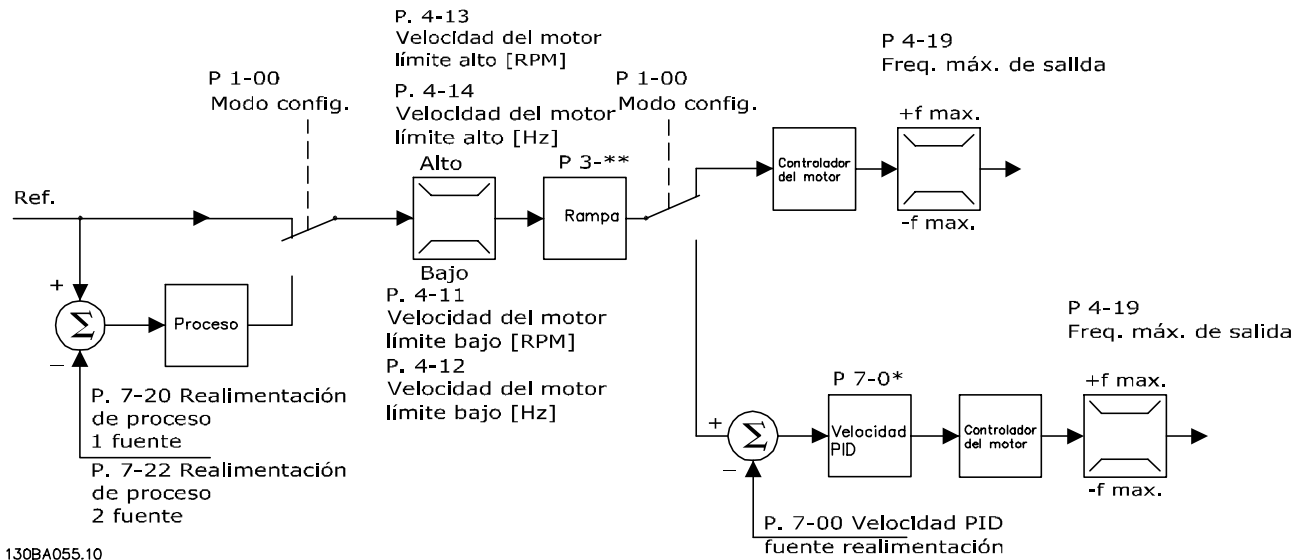 P. 4-13
Velocidad del motor
límite alto [RPM]
P 4-19
Freq. máx. de salida
P 1-00
Modo config.
P. 4-14
Velocidad del motor
límite alto [Hz]
P 1-00
Modo config.
+f max.
Alto
P 3-**
Controlador
del motor
Ref.
Rampa
-f max.
Bajo
P. 4-11
Velocidad del motor
límite bajo [RPM]
P. 4-12
Velocidad del motor
límite bajo [Hz]
+
Σ
Proceso
−
P. 7-20 Realimentación
de proceso
1 fuente
P. 7-22 Realimentación
de proceso
2 fuente
P 4-19
Freq. máx. de salida
P 7-0*
+f max.
+
Σ
Velocidad
PID
Controlador
del motor
−
-f max.
P. 7-00 Velocidad PID
fuente realimentación
130BA055.10